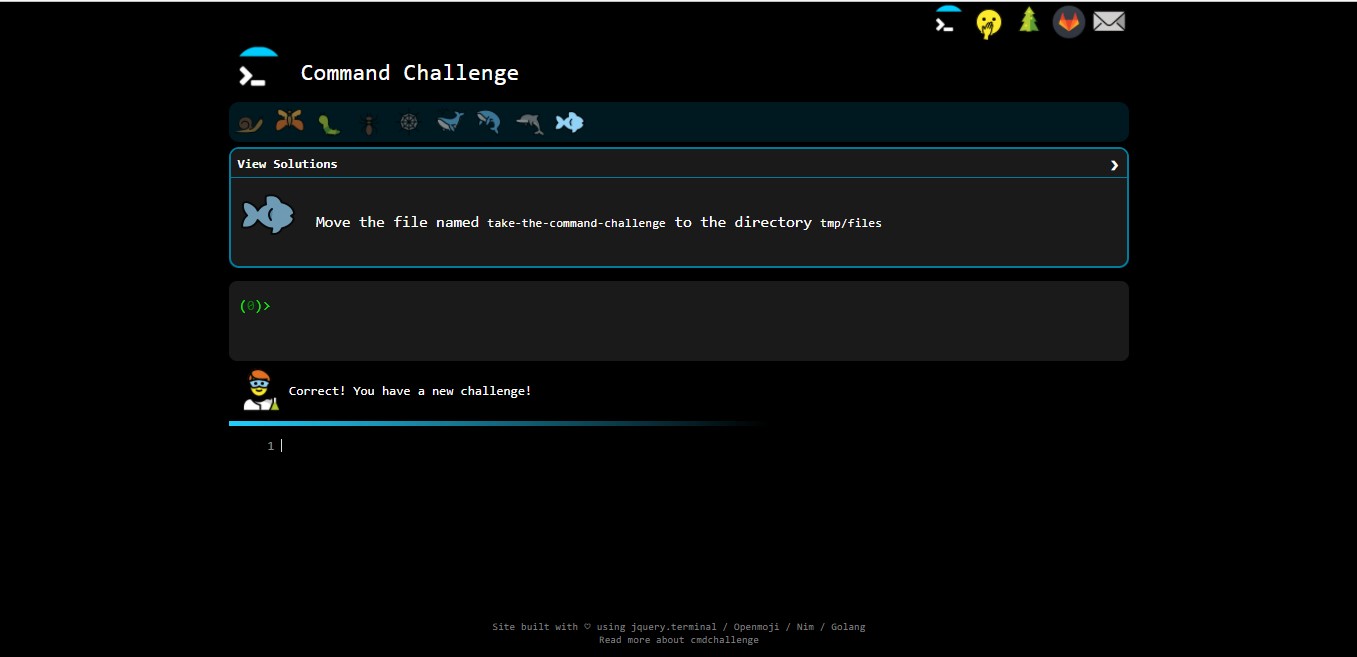 Command Challenge
View Solutions
Move the file named take-the-command-challenge to the directory tmp/files
(0)>
Correct! You have a new challenge!
1
Site built with ♡ using jquery.terminal / Openmoji / Nim / Golang
Read more about cmdchallenge